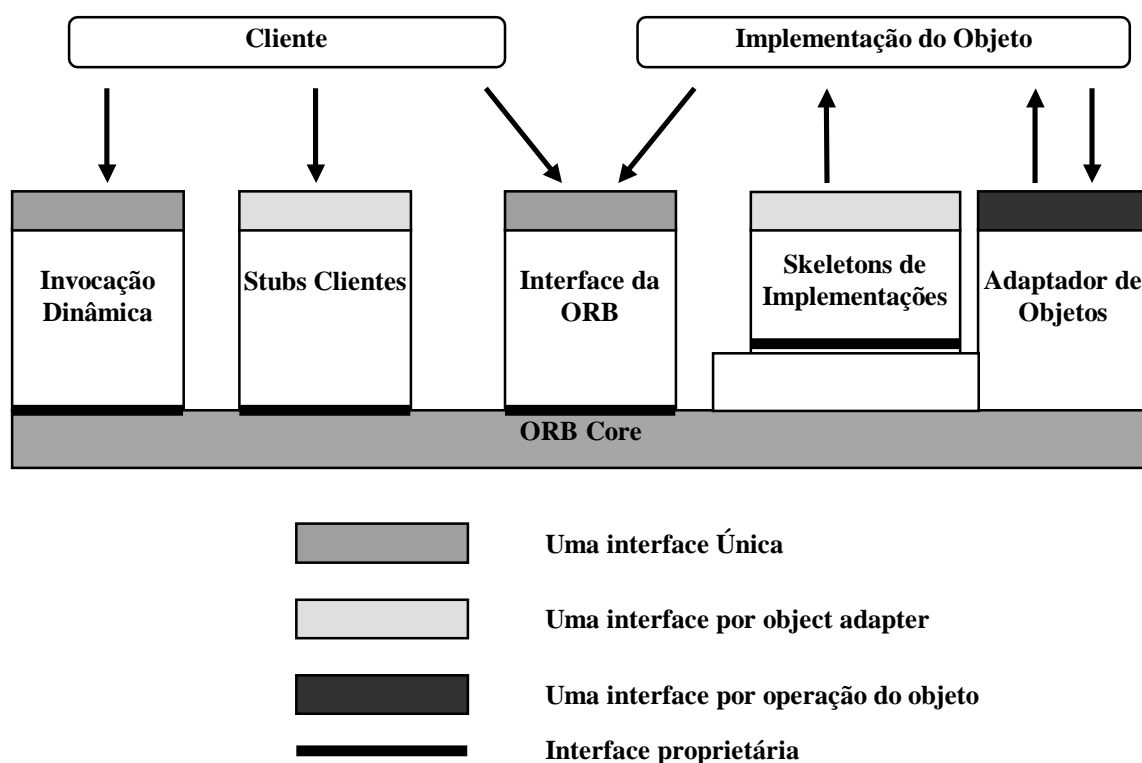 Cliente
Implementação do Objeto
Invocação
Dinâmica
Stubs Clientes
Interface da
ORB
Skeletons de
Implementações
Adaptador de
Objetos
ORB Core
Uma interface Única
Uma interface por object adapter
Uma interface por operação do objeto
Interface proprietária